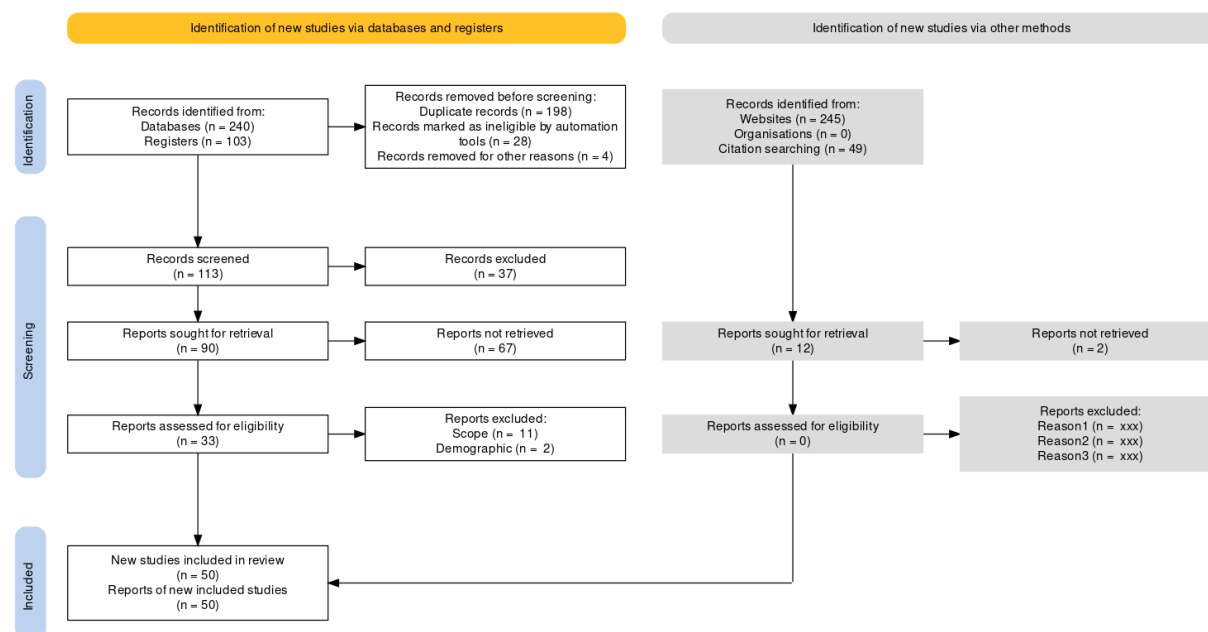 Identification of new studies via databases and registers
Identification of new studies via other methods
Identification
Records identified from:
Databases (n = 240)
Registers (n = 103)
Records removed before screening:
Duplicate records (n = 198)
Records marked as ineligible by automation
tools (n = 28)
Records removed for other reasons (n = 4)
Records identified from:
Websites (n = 245)
Organisations (n = 0)
Citation searching (n = 49)
Screening
Records screened
(n = 113)
Records excluded
(n = 37)
Reports sought for retrieval
(n = 90)
Reports not retrieved
(n = 67)
Reports sought for retrieval
(n = 12)
Reports not retrieved
(n = 2)
Reports assessed for eligibility
(n = 33)
Reports excluded:
Scope (n = 11)
Demographic (n = 2)
Reports assessed for eligibility
(n = 0)
Reports excluded:
Reason1 (n = xxx)
Reason2 (n = xxx)
Reason3 (n = xxx)
Included
New studies included in review
(n = 50)
Reports of new included studies
(n = 50)